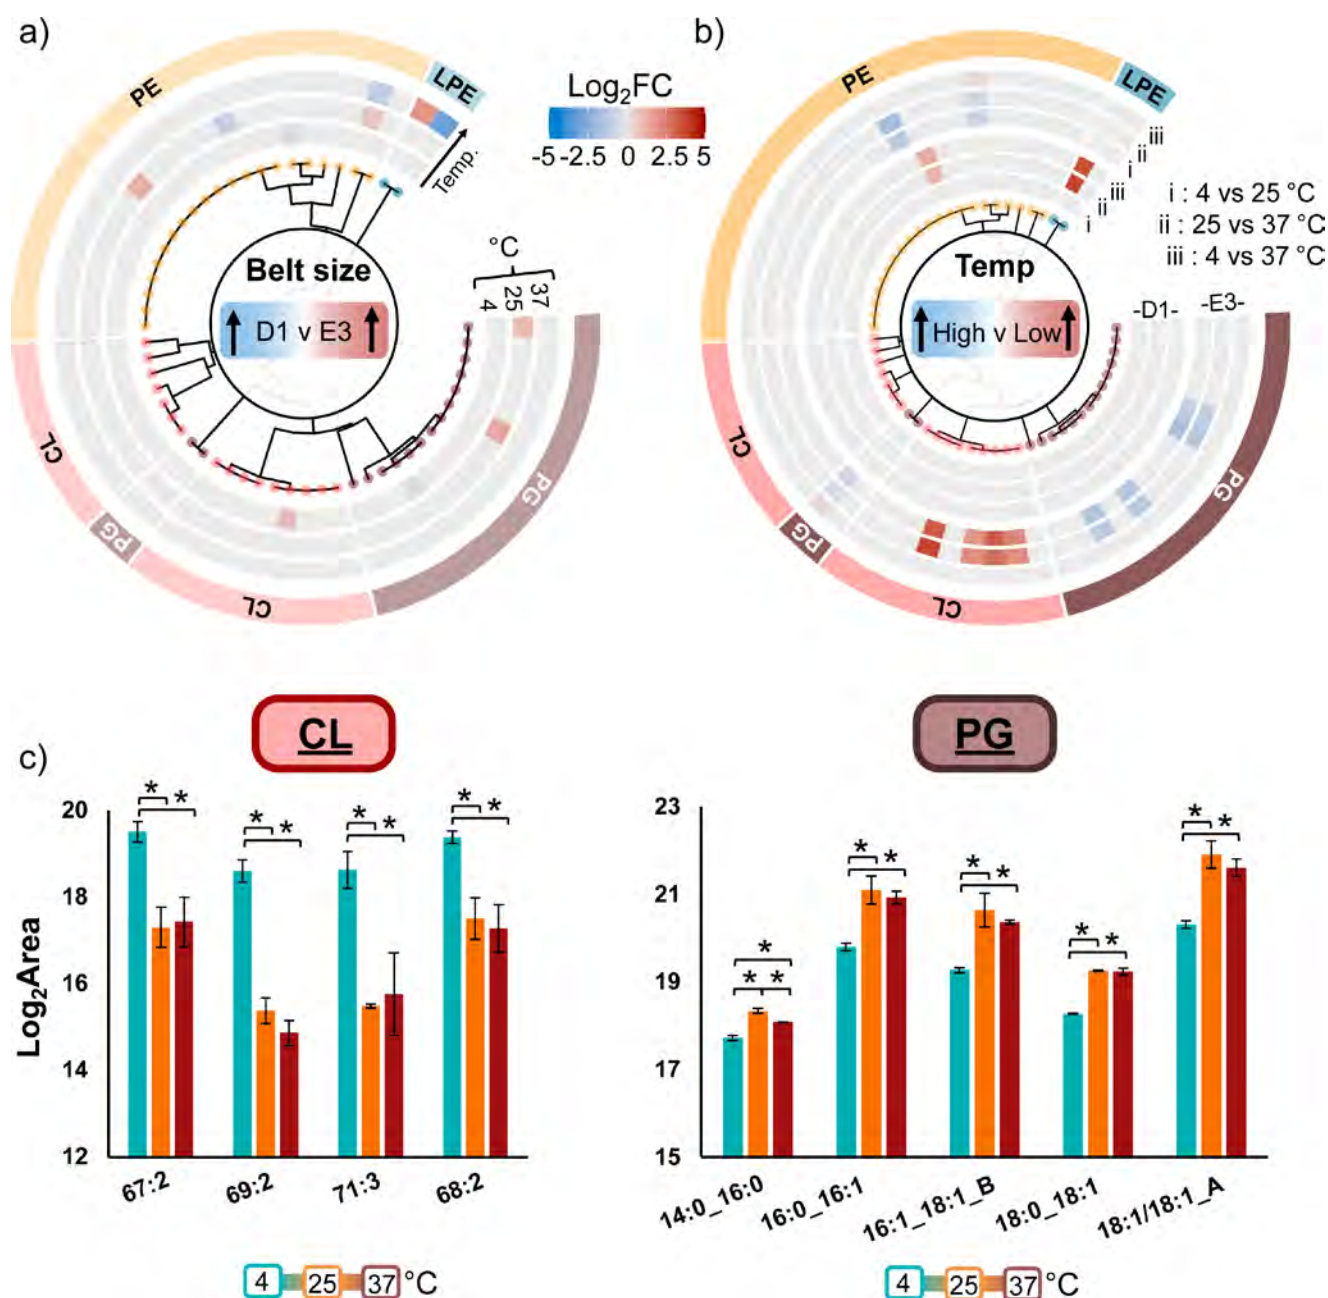 a)
PE
LPE
Temp.
Belt size
D1 v E3
°C
4
25
37
CL
PG
CL
PG
Log₂FC
-5 -2.5 0 2.5 5
b)
PE
LPE
iii
ii
i
iii
ii
i
i : 4 vs 25 °C
ii : 25 vs 37 °C
iii : 4 vs 37 °C
Temp
High v Low
-D1-
-E3-
CL
PG
CL
PG
c)
CL
Log₂Area
20
18
16
14
12
* *
* *
* *
* *
67:2
69:2
71:3
68:2
4 25 37 °C
PG
23
21
19
17
15
*
* *
* *
* *
* *
* *
14:0_16:0
16:0_16:1
16:1_18:1_B
18:0_18:1
18:1/18:1_A
4 25 37 °C